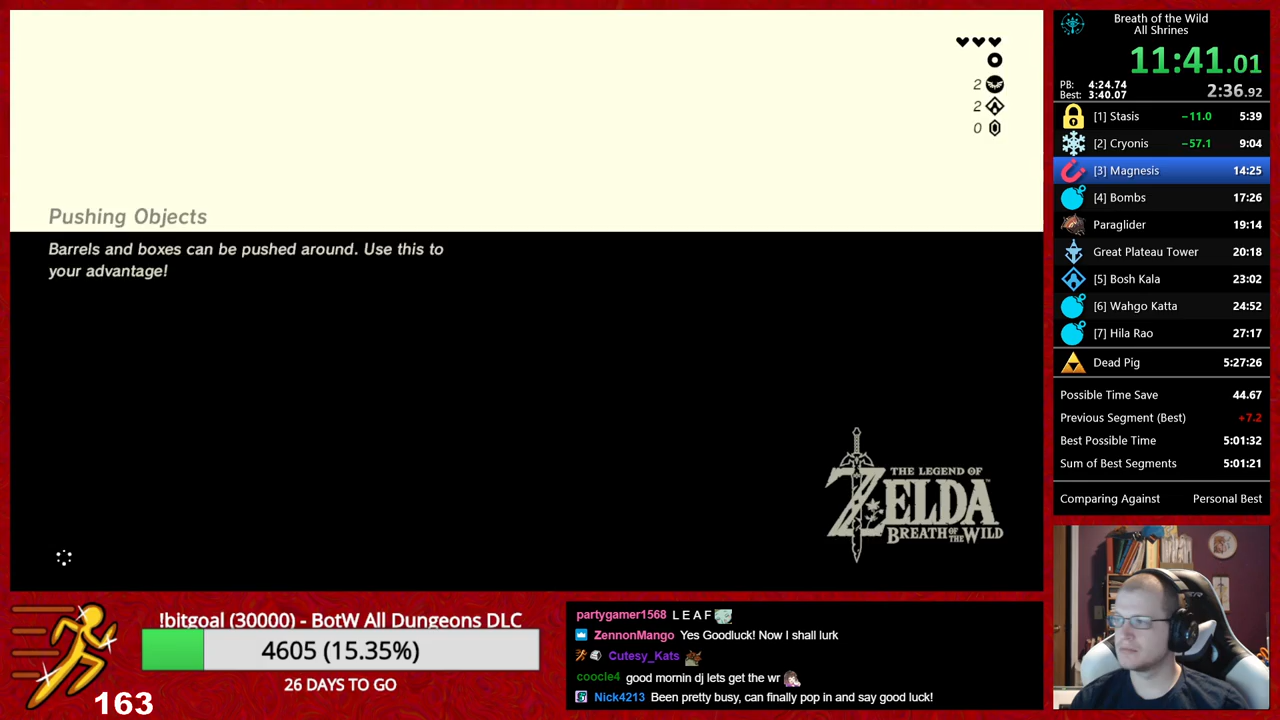 2
2
0
Pushing Objects
Barrels and boxes can be pushed around. Use this to
your advantage!
THE LEGEND OF
ZELDA
BREATH OF THE WILD
Breath of the Wild
All Shrines
11:41.01
PB: 4:24.74
Best: 3:40.07
2:36.92
[1] Stasis -11.0 5:39
[2] Cryonis -57.1 9:04
[3] Magnesis 14:25
[4] Bombs 17:26
Paraglider 19:14
Great Plateau Tower 20:18
[5] Bosh Kala 23:02
[6] Wahgo Katta 24:52
[7] Hila Rao 27:17
Dead Pig 5:27:26
Possible Time Save 44.67
Previous Segment (Best) +7.2
Best Possible Time 5:01:32
Sum of Best Segments 5:01:21
Comparing Against Personal Best
163
!bitgoal (30000) - BotW All Dungeons DLC
4605 (15.35%)
26 DAYS TO GO
partygamer1568 L E A F
ZennonMango Yes Goodluck! Now I shall lurk
Cutesy_Kats
coocle4 good mornin dj lets get the wr
Nick4213 Been pretty busy, can finally pop in and say good luck!